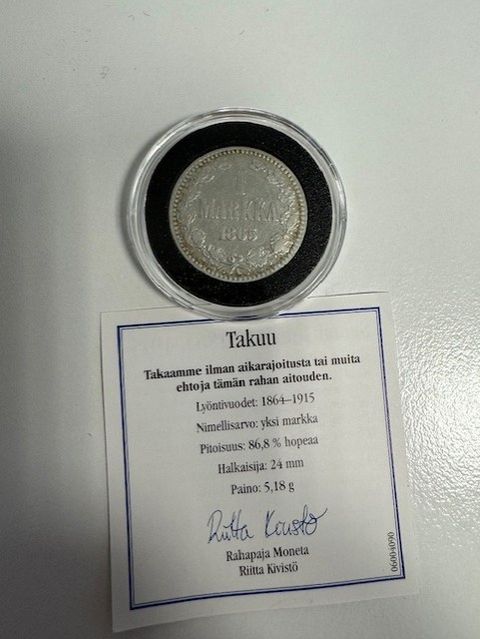 1
MARKKA
1865
Takuu
Takaamme ilman aikarajoitusta tai muita
ehtoja tämän rahan aitouden.
Lyöntivuodet: 1864–1915
Nimellisarvo: yksi markka
Pitoisuus: 86,8 % hopeaa
Halkaisija: 24 mm
Paino: 5,18 g
Riitta Kivistö
Rahapaja Moneta
Riitta Kivistö
06004090